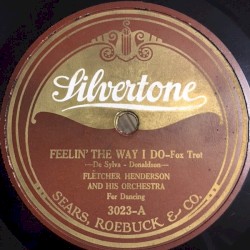 Silvertone
FEELIN' THE WAY I DO-Fox Trot
-De Sylva - Donaldson-
FLETCHER HENDERSON
AND HIS ORCHESTRA
For Dancing
3023-A
SEARS, ROEBUCK & CO.